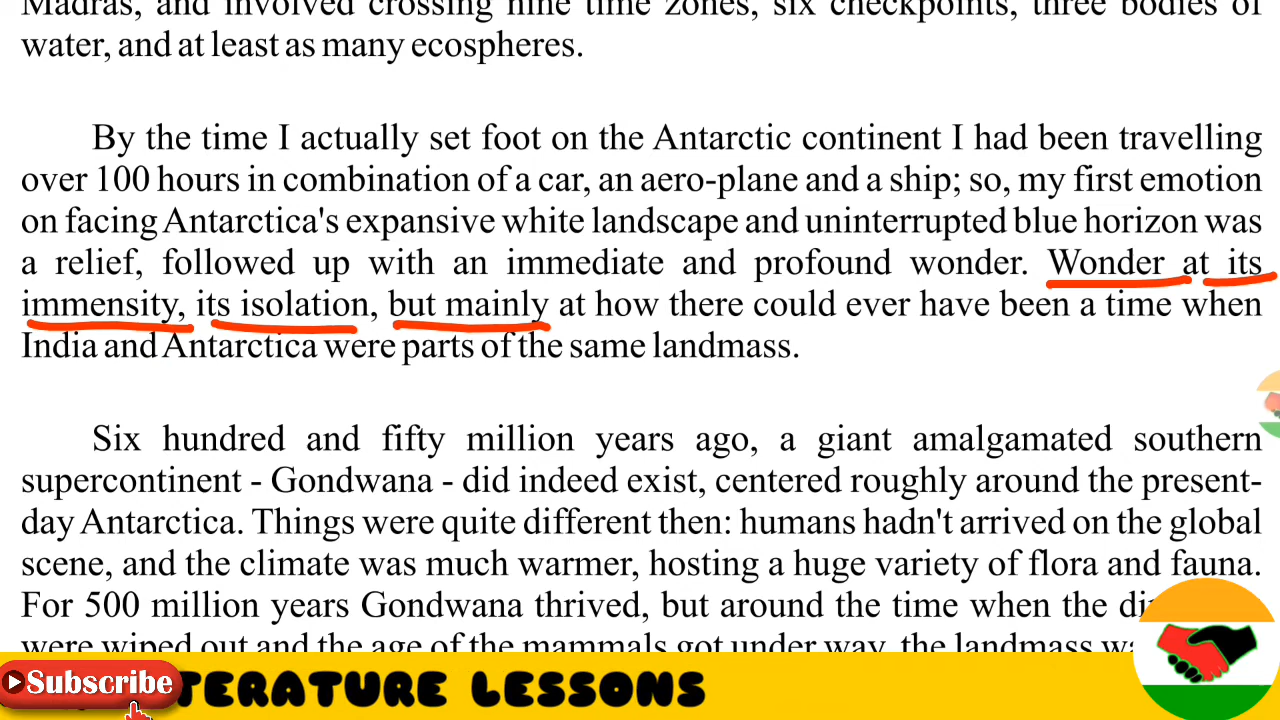 Madras, and involved crossing nine time zones, six checkpoints, three bodies of
water, and at least as many ecospheres.
By the time I actually set foot on the Antarctic continent I had been travelling
over 100 hours in combination of a car, an aero-plane and a ship; so, my first emotion
on facing Antarctica's expansive white landscape and uninterrupted blue horizon was
a relief, followed up with an immediate and profound wonder. Wonder at its
immensity, its isolation, but mainly at how there could ever have been a time when
India and Antarctica were parts of the same landmass.
Six hundred and fifty million years ago, a giant amalgamated southern
supercontinent - Gondwana - did indeed exist, centered roughly around the present-
day Antarctica. Things were quite different then: humans hadn't arrived on the global
scene, and the climate was much warmer, hosting a huge variety of flora and fauna.
For 500 million years Gondwana thrived, but around the time when the
were wiped out and the age of the mammals got under way, the landmass
Subscribe
LESSONS